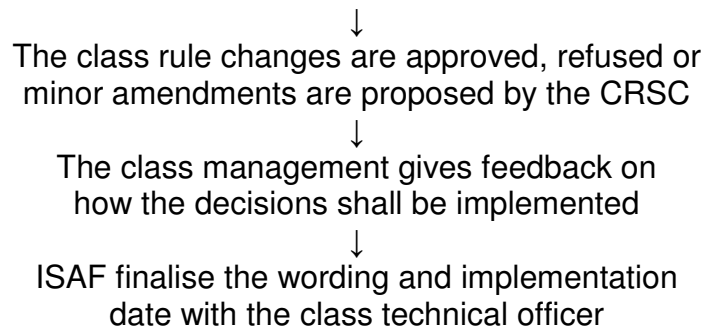 ↓
The class rule changes are approved, refused or
minor amendments are proposed by the CRSC
↓
The class management gives feedback on
how the decisions shall be implemented
↓
ISAF finalise the wording and implementation
date with the class technical officer